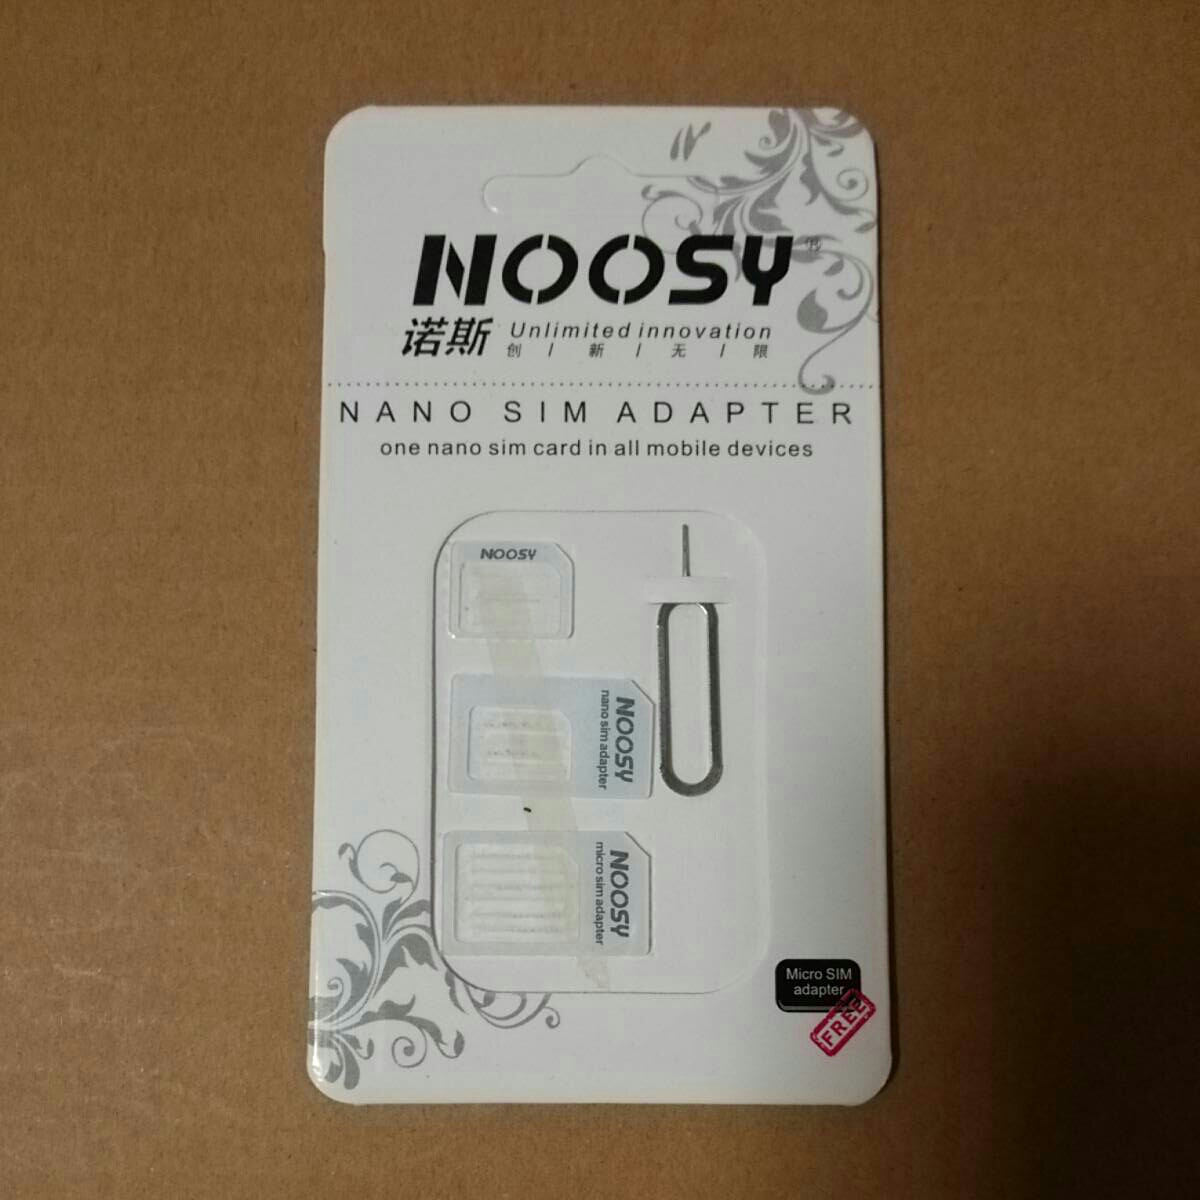 NOOSY®
诺斯
Unlimited innovation
创 / 新 / 无 / 限
NANO SIM ADAPTER
one nano sim card in all mobile devices
NOOSY
NOOSY
nano sim adapter
NOOSY
micro sim adapter
Micro SIM
adapter
FREE